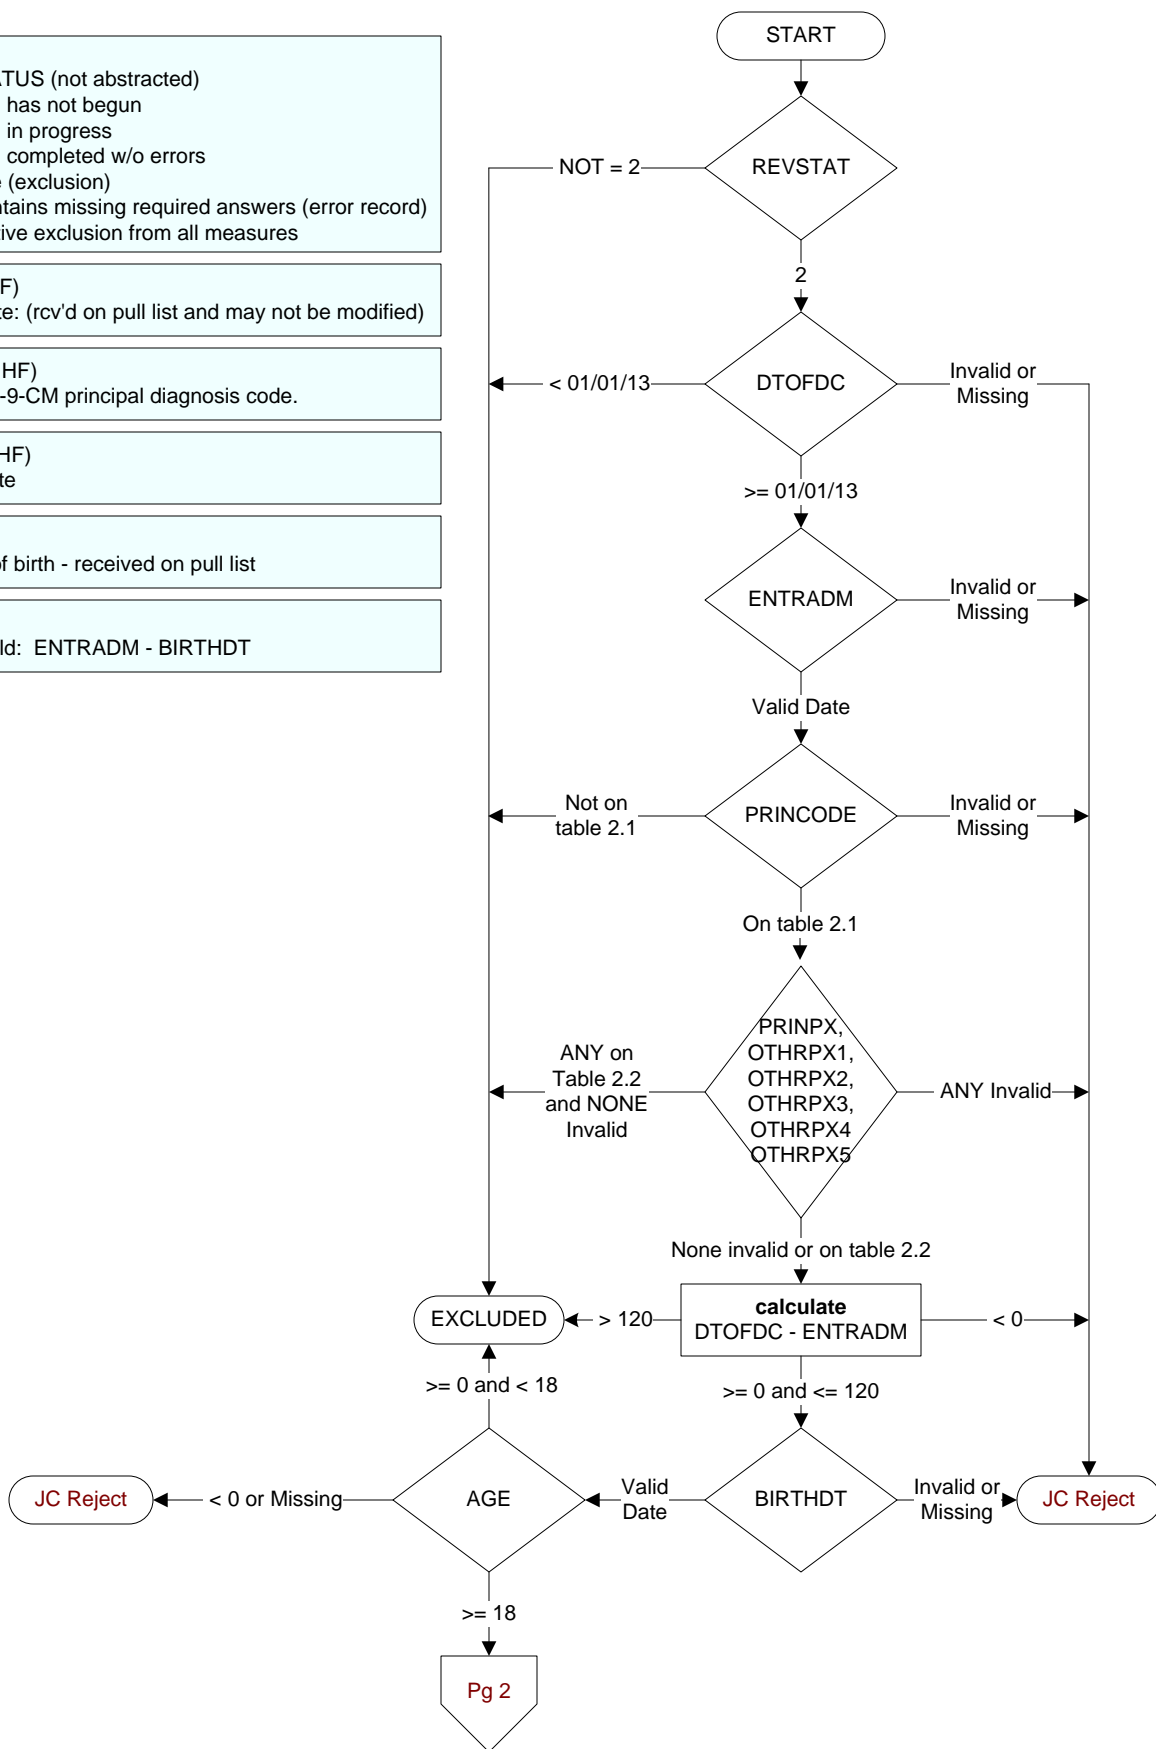 ATUS (not abstracted)
has not begun
in progress
completed w/o errors
(exclusion)
ntains missing required answers (error record)
tive exclusion from all measures
F)
te: (rcv'd on pull list and may not be modified)
HF)
-9-CM principal diagnosis code.
HF)
te
of birth - received on pull list
ld: ENTRADM - BIRTHDT
START
REVSTAT
NOT = 2
2
DTOFDC
< 01/01/13
Invalid or
Missing
>= 01/01/13
ENTRADM
Invalid or
Missing
Valid Date
PRINCODE
Not on
table 2.1
Invalid or
Missing
On table 2.1
PRINPX,
OTHRPX1,
OTHRPX2,
OTHRPX3,
OTHRPX4
OTHRPX5
ANY on
Table 2.2
and NONE
Invalid
ANY Invalid
None invalid or on table 2.2
EXCLUDED
> 120
calculate
DTOFDC - ENTRADM
< 0
>= 0 and < 18
>= 0 and <= 120
JC Reject
< 0 or Missing
AGE
Valid
Date
BIRTHDT
Invalid or
Missing
JC Reject
>= 18
Pg 2